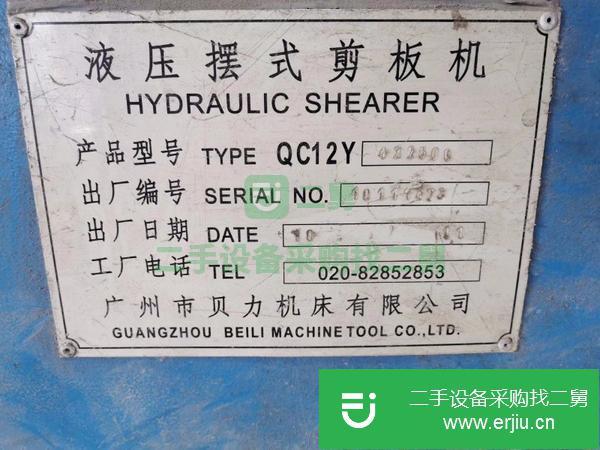 液压摆式剪板机
HYDRAULIC SHEARER
产品型号 TYPE QC12Y
出厂编号 SERIAL NO.
出厂日期 DATE 10
工厂电话 TEL 020-82852853
广州市贝力机床有限公司
GUANGZHOU BEILI MACHINE TOOL CO.,LTD.
二舅
二手设备采购找二舅
二手设备采购找二舅
www.erjiu.cn